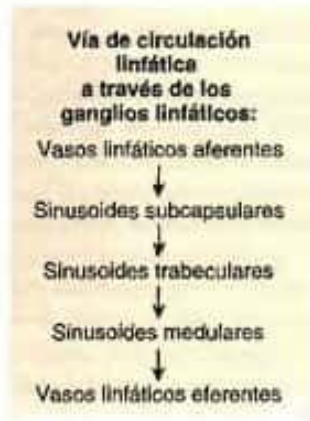 Vía de circulación
linfática
a través de los
ganglios linfáticos:
Vasos linfáticos aferentes
Sinusoides subcapsulares
Sinusoides trabeculares
Sinusoides medulares
Vasos linfáticos eferentes